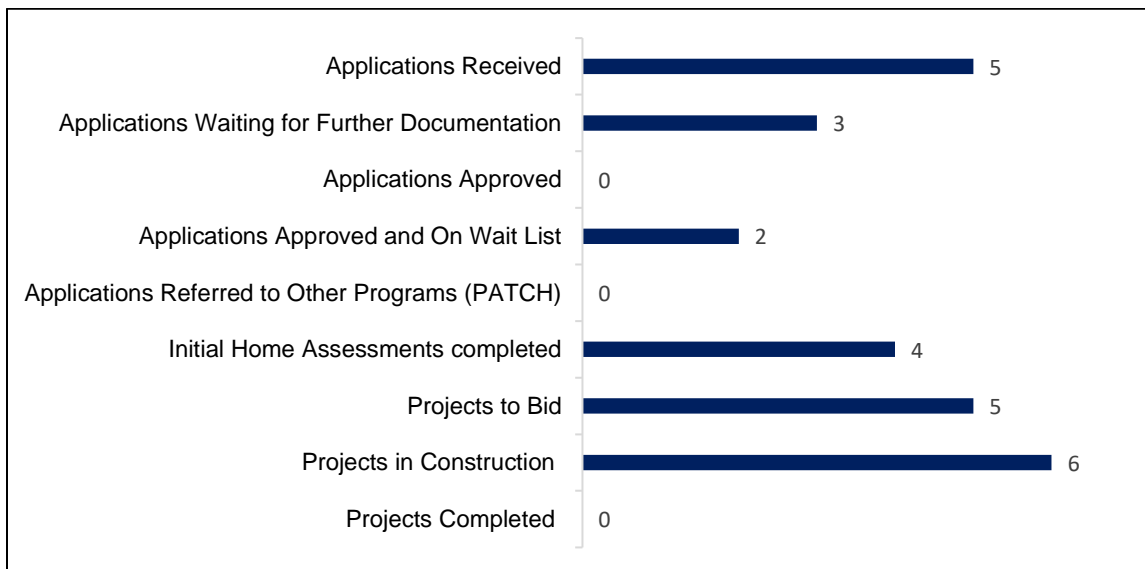 Applications Received 5
Applications Waiting for Further Documentation 3
Applications Approved 0
Applications Approved and On Wait List 2
Applications Referred to Other Programs (PATCH) 0
Initial Home Assessments completed 4
Projects to Bid 5
Projects in Construction 6
Projects Completed 0